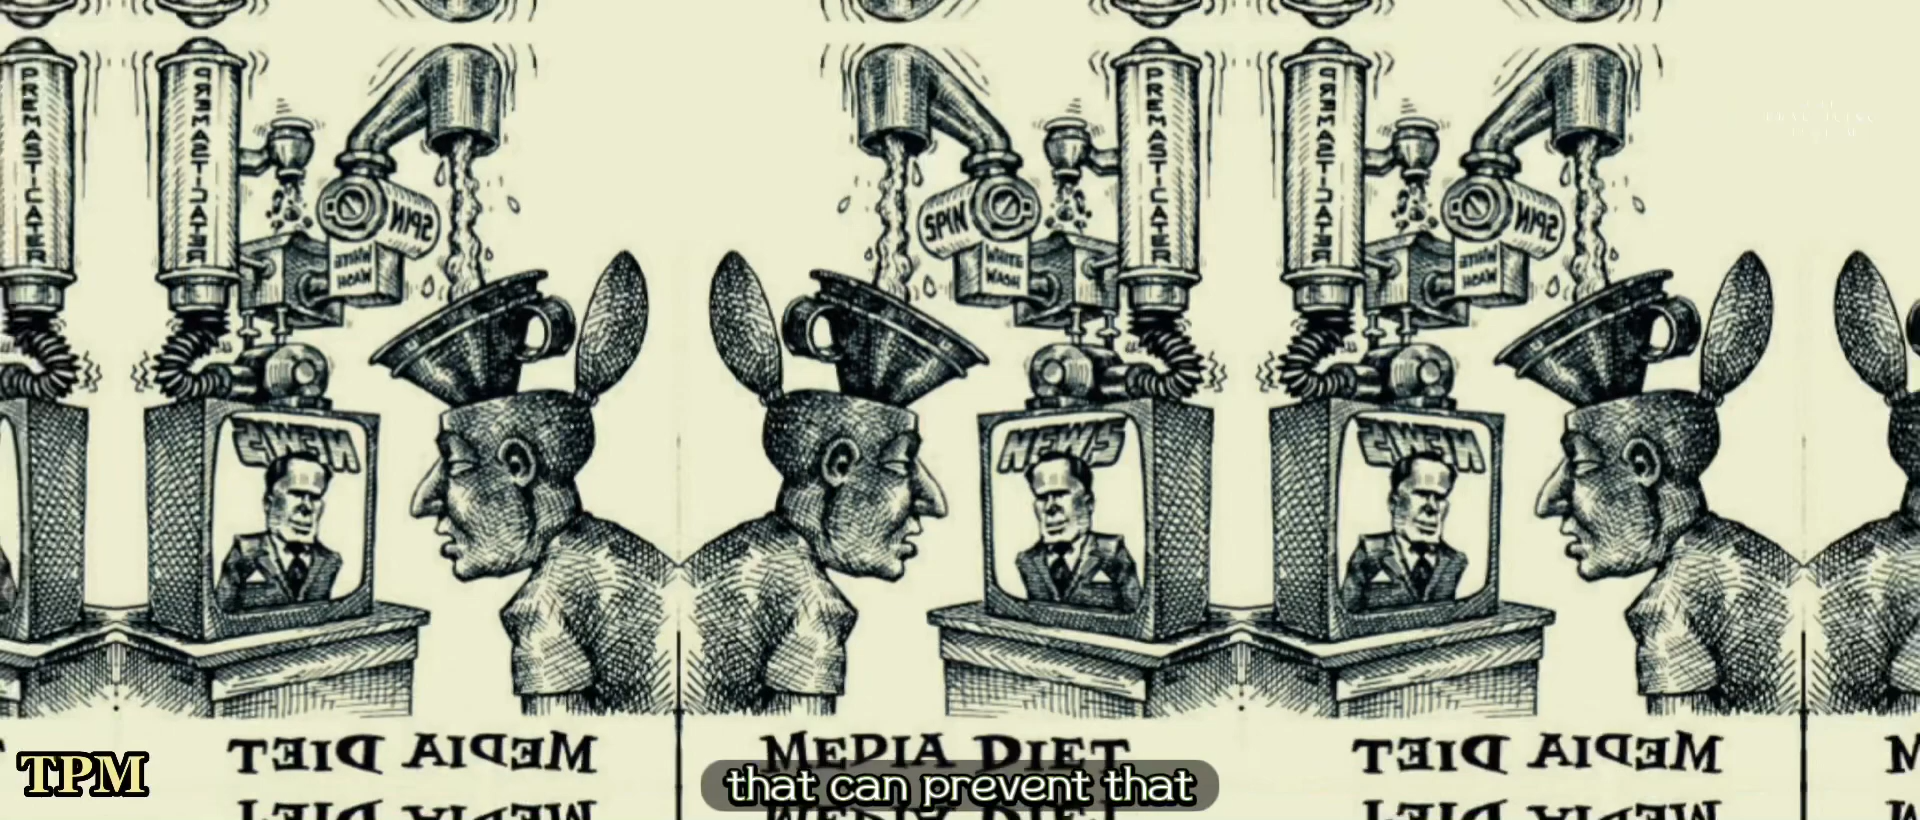 PREMASTICATER
PREMASTICATER
PREMASTICATER
PREMASTICATER
SPIN
SPIN
SPIN
WHITE
WASH
WHITE
WASH
WHITE
WASH
NEWS
NEWS
NEWS
MEDIA DIET
MEDIA DIET
MEDIA DIET
TPM
that can prevent that